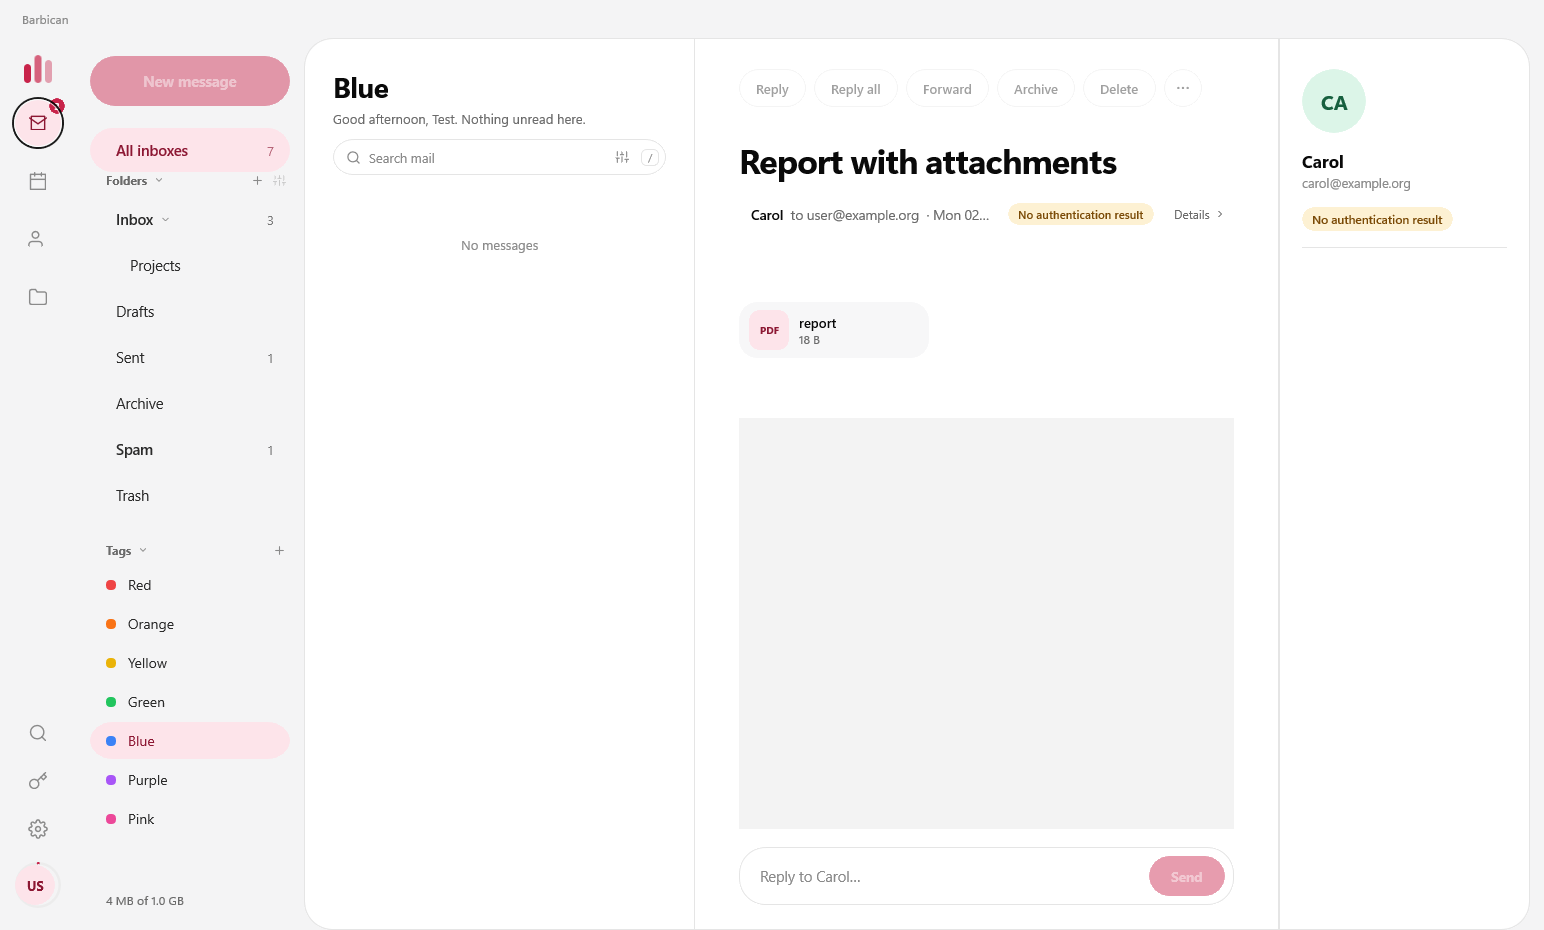 Barbican
New message
All inboxes 7
Folders
Inbox 3
Projects
Drafts
Sent 1
Archive
Spam 1
Trash
Tags
Red
Orange
Yellow
Green
Blue
Purple
Pink
US
4 MB of 1.0 GB
Blue
Good afternoon, Test. Nothing unread here.
Search mail /
No messages
Reply Reply all Forward Archive Delete
Report with attachments
Carol to user@example.org · Mon 02... No authentication result Details
PDF
report
18 B
Reply to Carol... Send
CA
Carol
carol@example.org
No authentication result